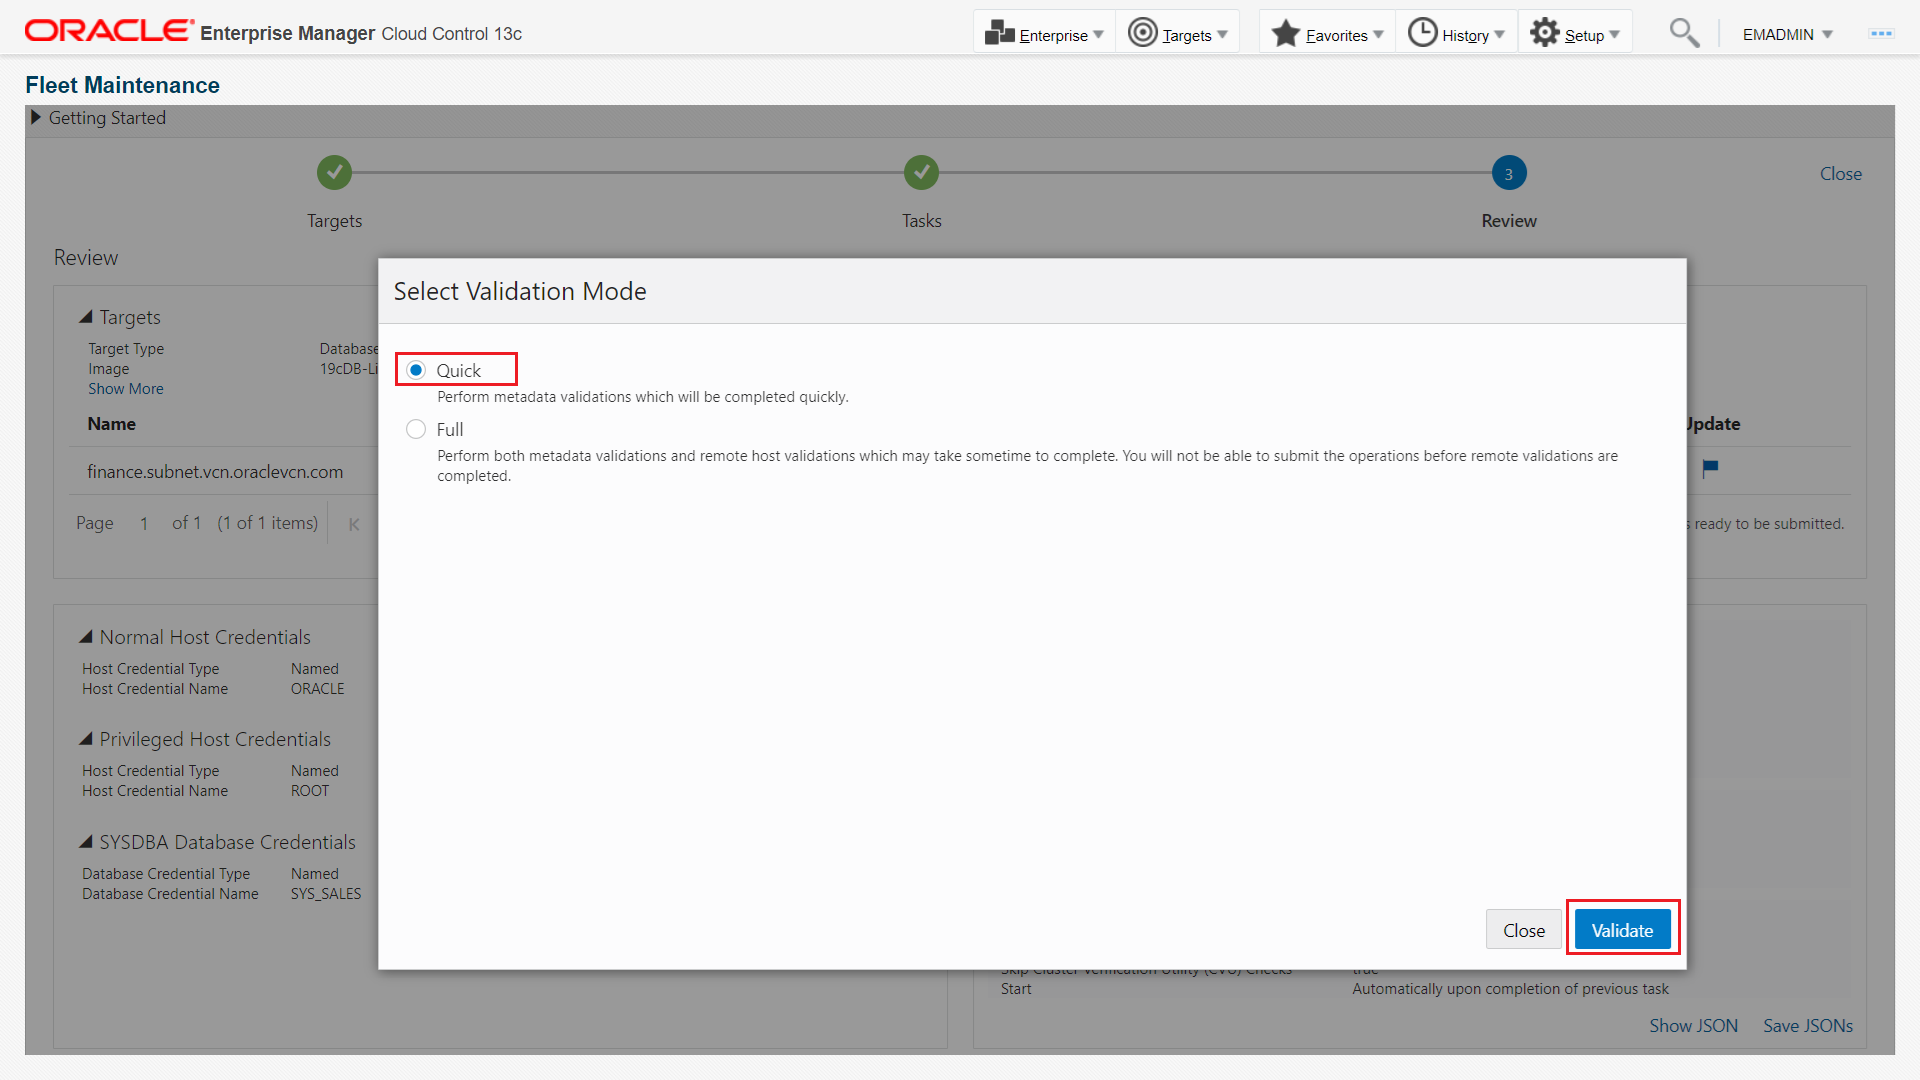 ORACLE Enterprise Manager Cloud Control 13c
Enterprise
Targets
Favorites
History
Setup
EMADMIN
Fleet Maintenance
Getting Started
3
Close
Targets
Tasks
Review
Review
Targets
Target Type Database
Image 19cDB-Li
Show More
Name
Update
finance.subnet.vcn.oraclevcn.com
Page 1 of 1 (1 of 1 items)
s ready to be submitted.
Select Validation Mode
Quick
Perform metadata validations which will be completed quickly.
Full
Perform both metadata validations and remote host validations which may take sometime to complete. You will not be able to submit the operations before remote validations are
completed.
Close
Validate
Normal Host Credentials
Host Credential Type Named
Host Credential Name ORACLE
Privileged Host Credentials
Host Credential Type Named
Host Credential Name ROOT
SYSDBA Database Credentials
Database Credential Type Named
Database Credential Name SYS_SALES
Skip Cluster Verification Utility (CVU) Checks true
Start Automatically upon completion of previous task
Show JSON
Save JSONs